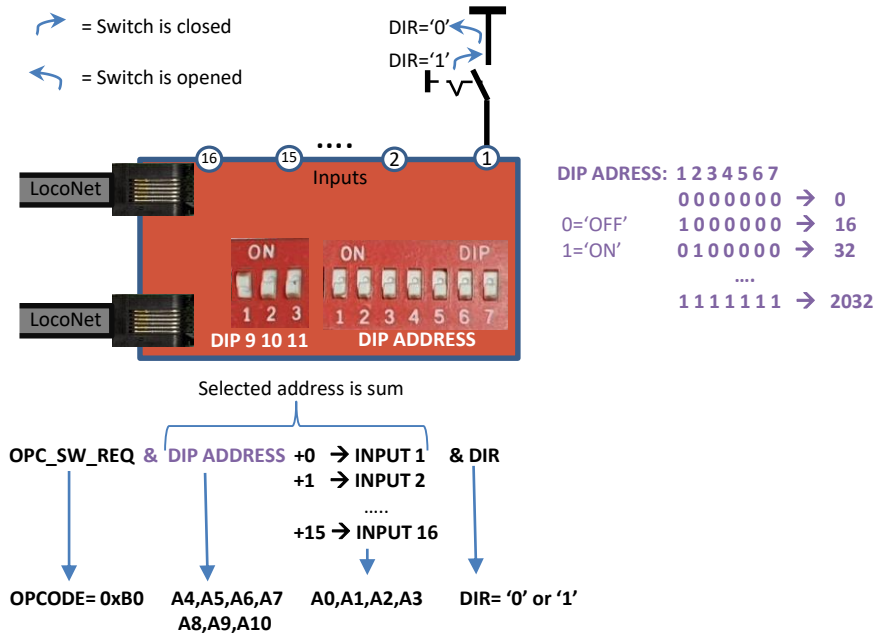 = Switch is closed
= Switch is opened
DIR='0'
DIR='1'
16
15
....
2
1
Inputs
LocoNet
LocoNet
ON
1 2 3
DIP 9 10 11
ON DIP
1 2 3 4 5 6 7
DIP ADDRESS
DIP ADRESS: 1 2 3 4 5 6 7
0 0 0 0 0 0 0 → 0
0='OFF' 1 0 0 0 0 0 0 → 16
1='ON' 0 1 0 0 0 0 0 → 32
....
1 1 1 1 1 1 1 → 2032
Selected address is sum
OPC_SW_REQ & DIP ADDRESS +0 → INPUT 1 & DIR
+1 → INPUT 2
.....
+15 → INPUT 16
OPCODE= 0xB0 A4,A5,A6,A7 A0,A1,A2,A3 DIR= '0' or '1'
A8,A9,A10